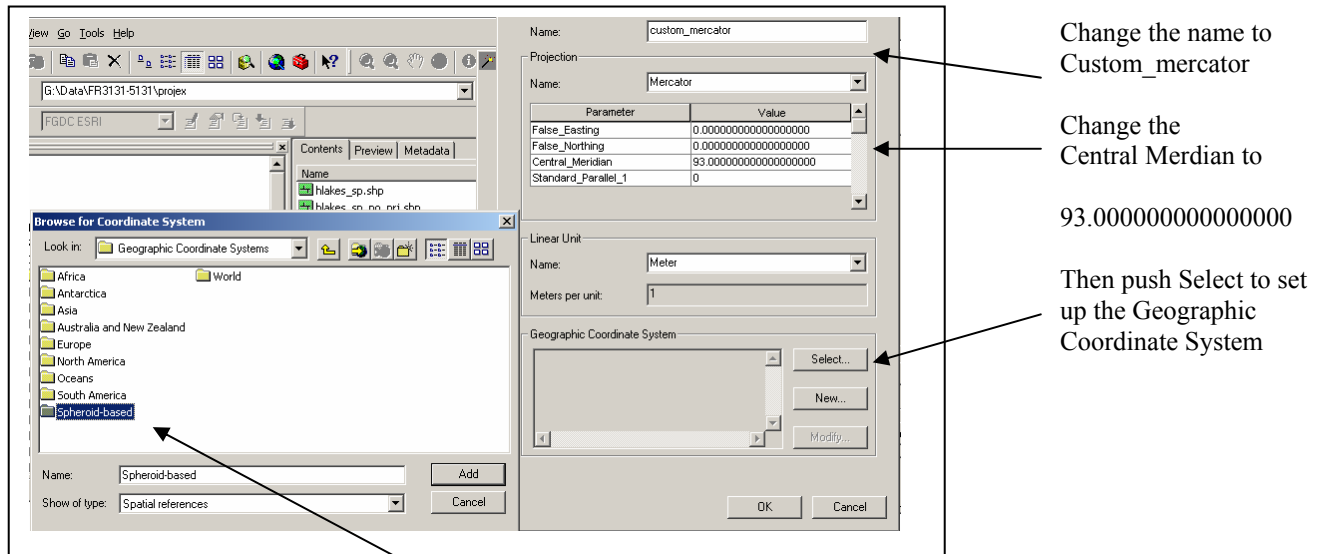 View Go Tools Help
G:\Data\FR3131-5131\projex
FGDC ESRI
Contents Preview Metadata
Name
hlakes_sp.shp
hlakes_sp_no_prj.shp
Browse for Coordinate System
Look in: Geographic Coordinate Systems
Africa World
Antarctica
Asia
Australia and New Zealand
Europe
North America
Oceans
South America
Spheroid-based
Name: Spheroid-based Add
Show of type: Spatial references Cancel
Name: custom_mercator
Projection
Name: Mercator
Parameter Value
False_Easting 0.000000000000000000
False_Northing 0.000000000000000000
Central_Meridian 93.000000000000000000
Standard_Parallel_1 0
Linear Unit
Name: Meter
Meters per unit: 1
Geographic Coordinate System
Select...
New...
Modify...
OK Cancel
Change the name to
Custom_mercator
Change the
Central Merdian to
93.000000000000000
Then push Select to set
up the Geographic
Coordinate System